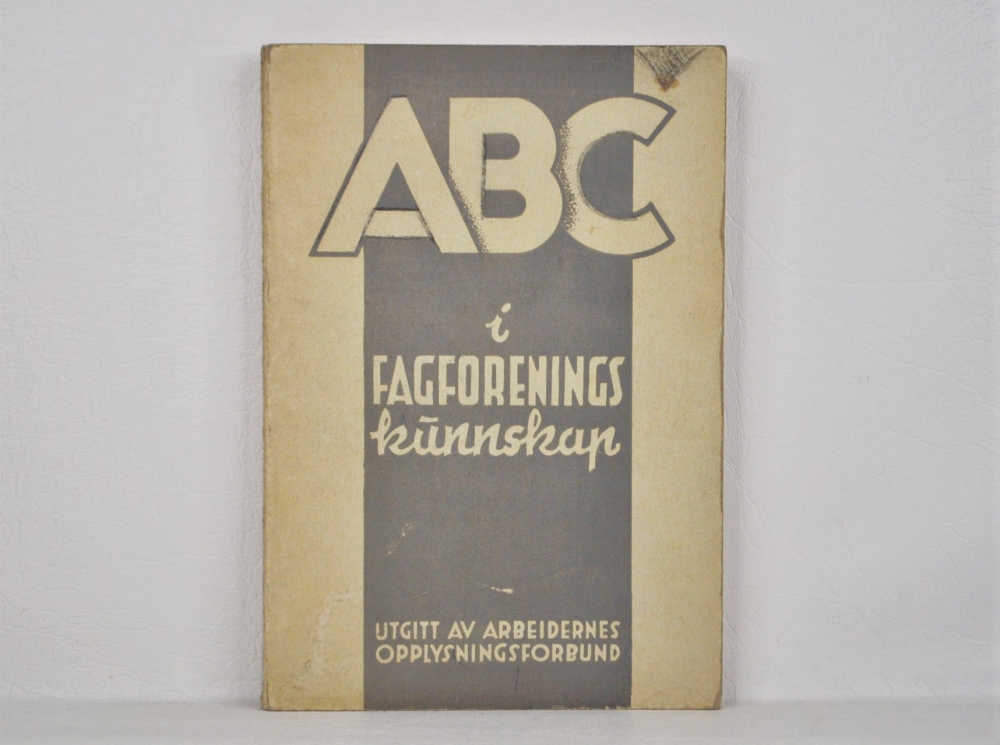 ABC
i
FAGFORENINGS
kunnskap
UTGITT AV ARBEIDERNES
OPPLYSNINGSFORBUND